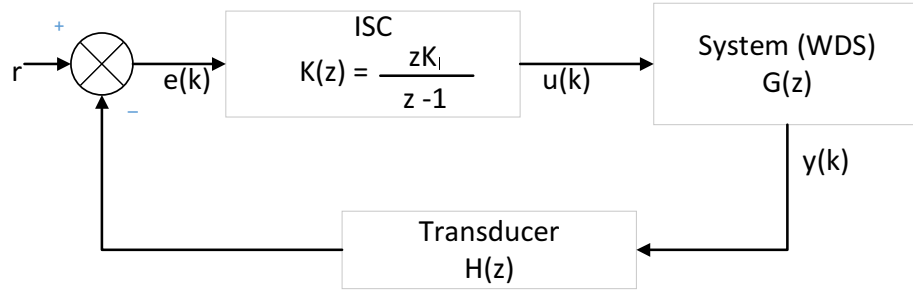 ISC
K(z) = zK_I
z -1
System (WDS)
G(z)
+
r
e(k)
u(k)
−
y(k)
Transducer
H(z)